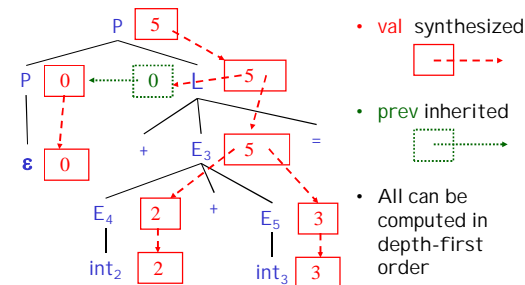 P 5
P 0 0 L 5
ε 0 + E3 5 =
E4 2 + E5 3
int2 2 int3 3
• val synthesized
• prev inherited
• All can be
computed in
depth-first
order